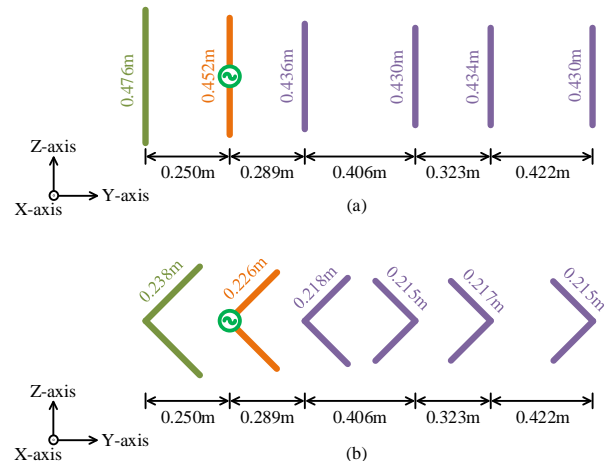 0.476m
0.452m
0.436m
0.430m
0.434m
0.430m
Z-axis
X-axis
Y-axis
0.250m
0.289m
0.406m
0.323m
0.422m
(a)
0.238m
0.226m
0.218m
0.215m
0.217m
0.215m
Z-axis
X-axis
Y-axis
0.250m
0.289m
0.406m
0.323m
0.422m
(b)